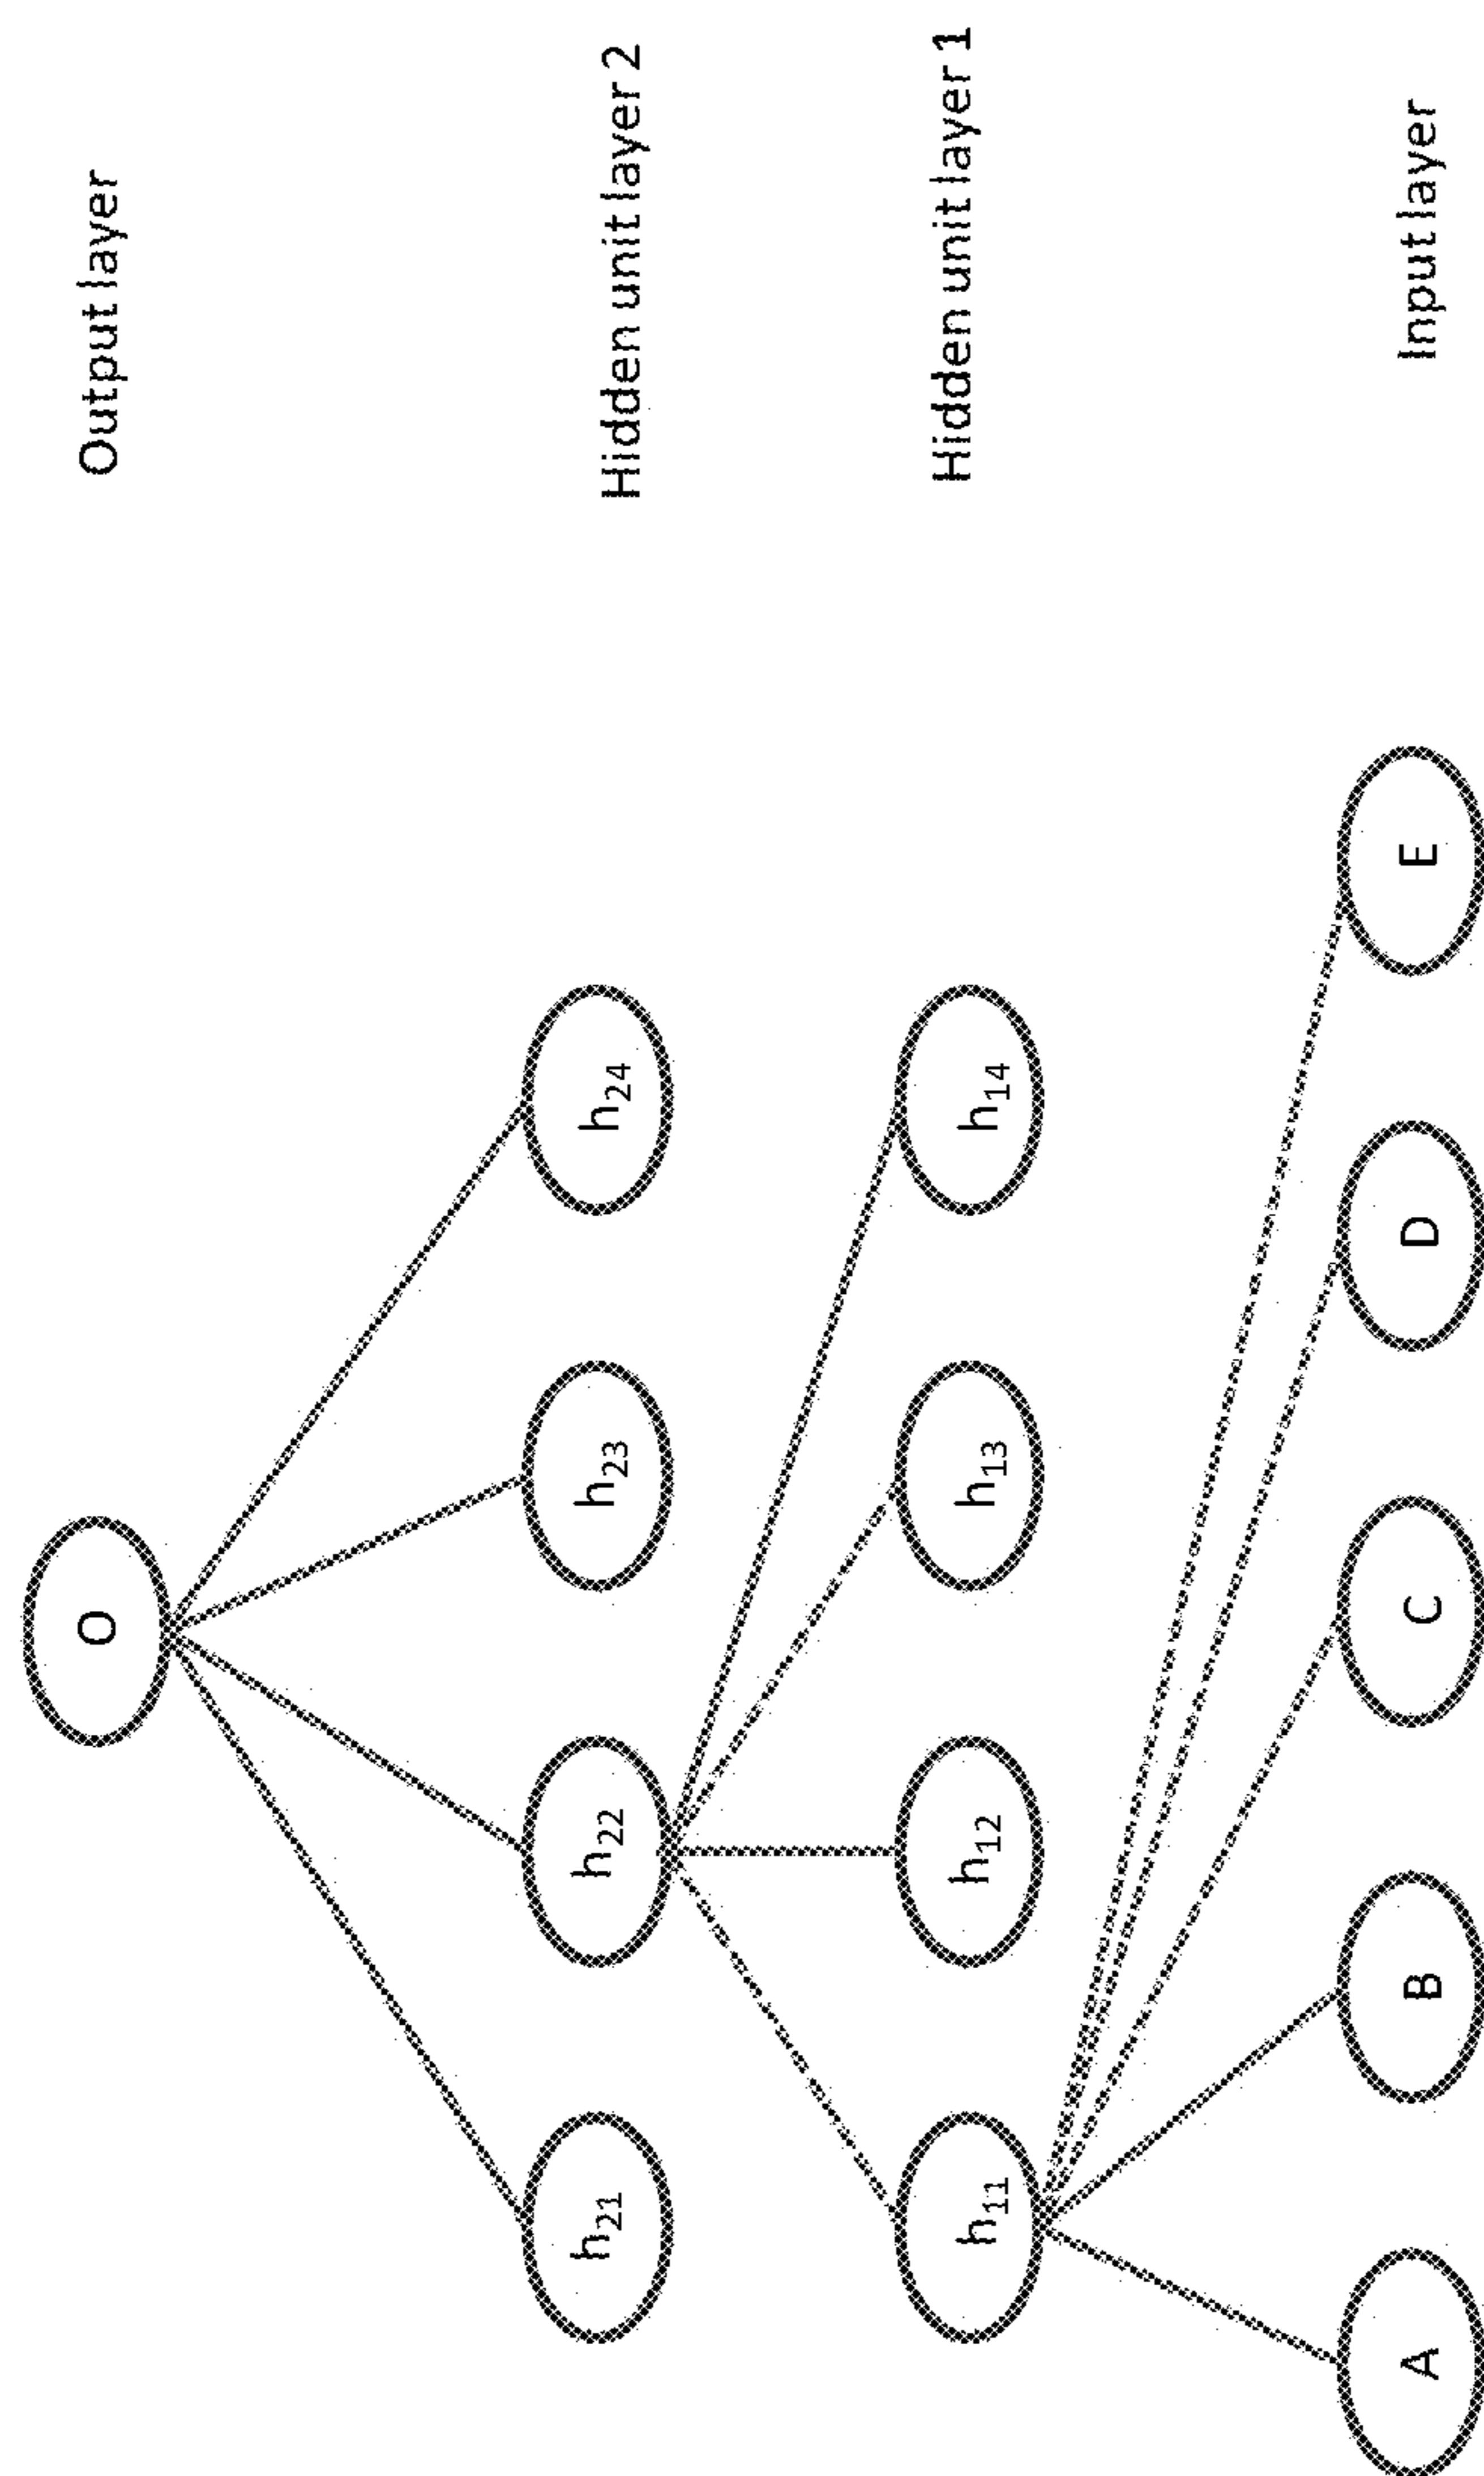 Output layer
O
Hidden unit layer 2
h21 h22 h23 h24
Hidden unit layer 1
h11 h12 h13 h14
Input layer
A B C D E